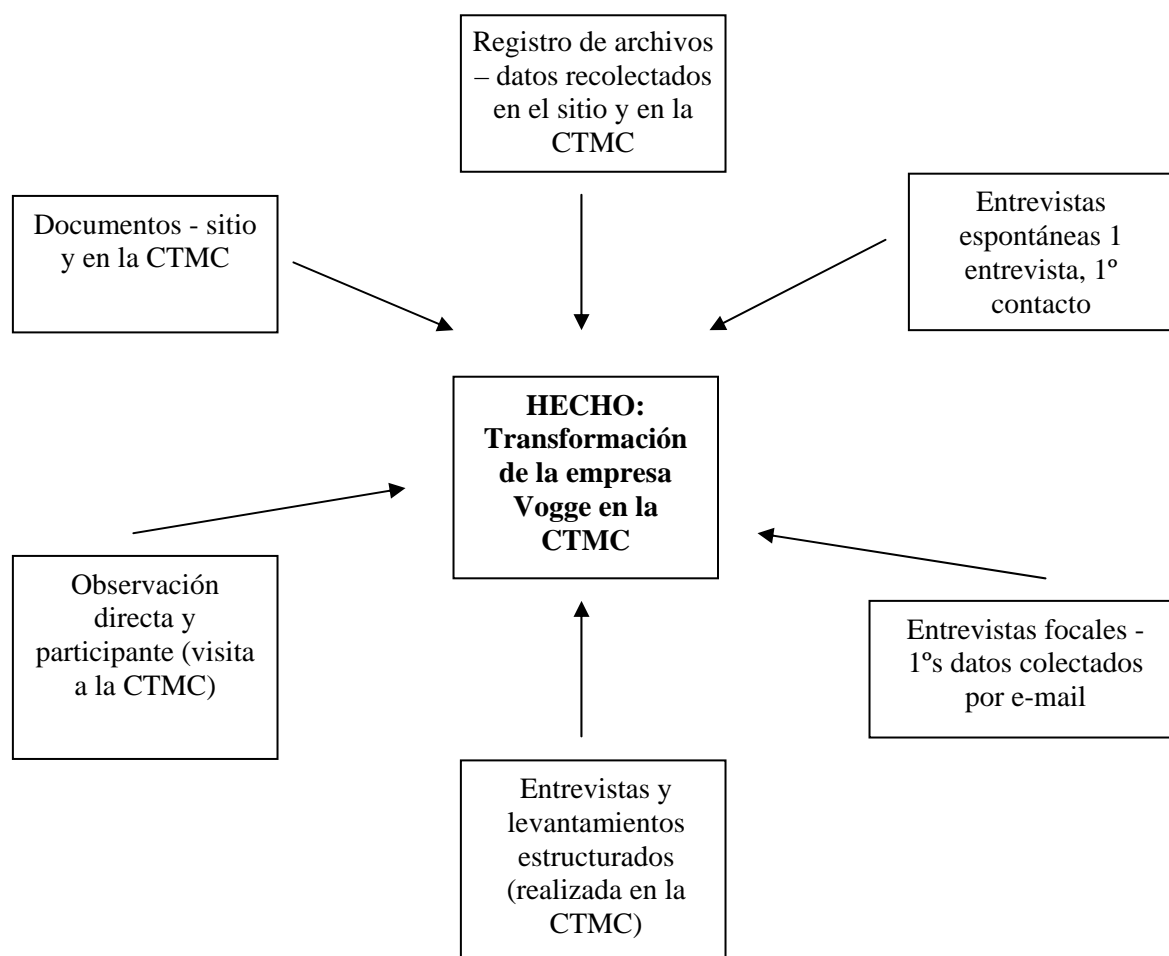 Registro de archivos
– datos recolectados
en el sitio y en la
CTMC
Documentos - sitio
y en la CTMC
Entrevistas
espontáneas 1
entrevista, 1º
contacto
HECHO:
Transformación
de la empresa
Vogge en la
CTMC
Observación
directa y
participante (visita
a la CTMC)
Entrevistas focales -
1ºs datos colectados
por e-mail
Entrevistas y
levantamientos
estructurados
(realizada en la
CTMC)